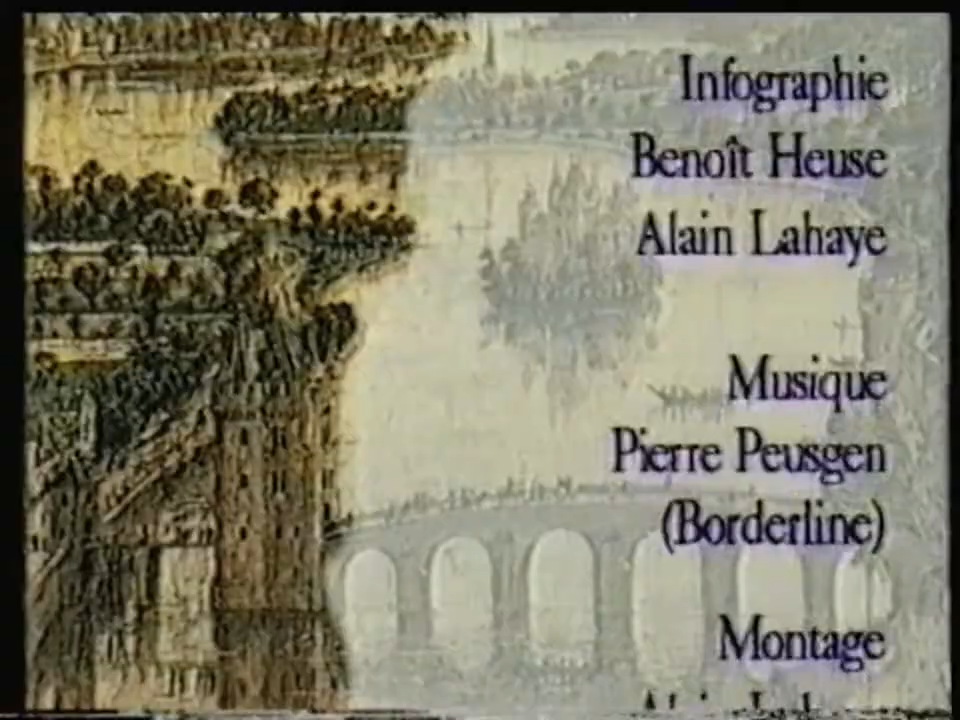 Infographie
Benoît Heuse
Alain Lahaye
Musique
Pierre Peusgen
(Borderline)
Montage